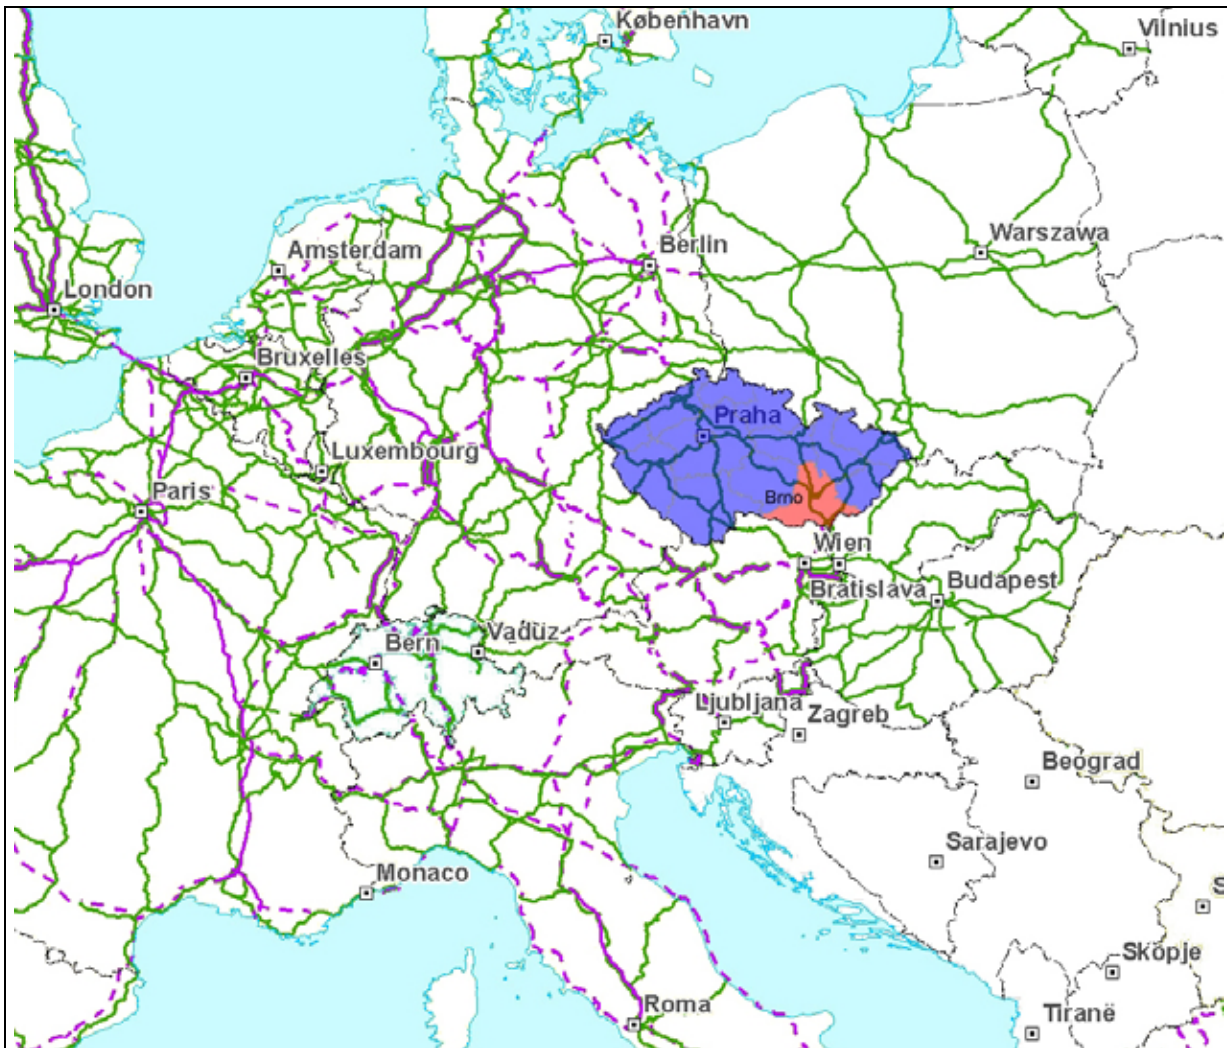 København
Vilnius
Warszawa
Berlin
Amsterdam
London
Bruxelles
Praha
Luxembourg
Paris
Brno
Wien
Budapest
Bratislava
Vaduz
Bern
Ljubljana
Zagreb
Beograd
Sarajevo
Monaco
S
Skopje
Roma
Tiranë